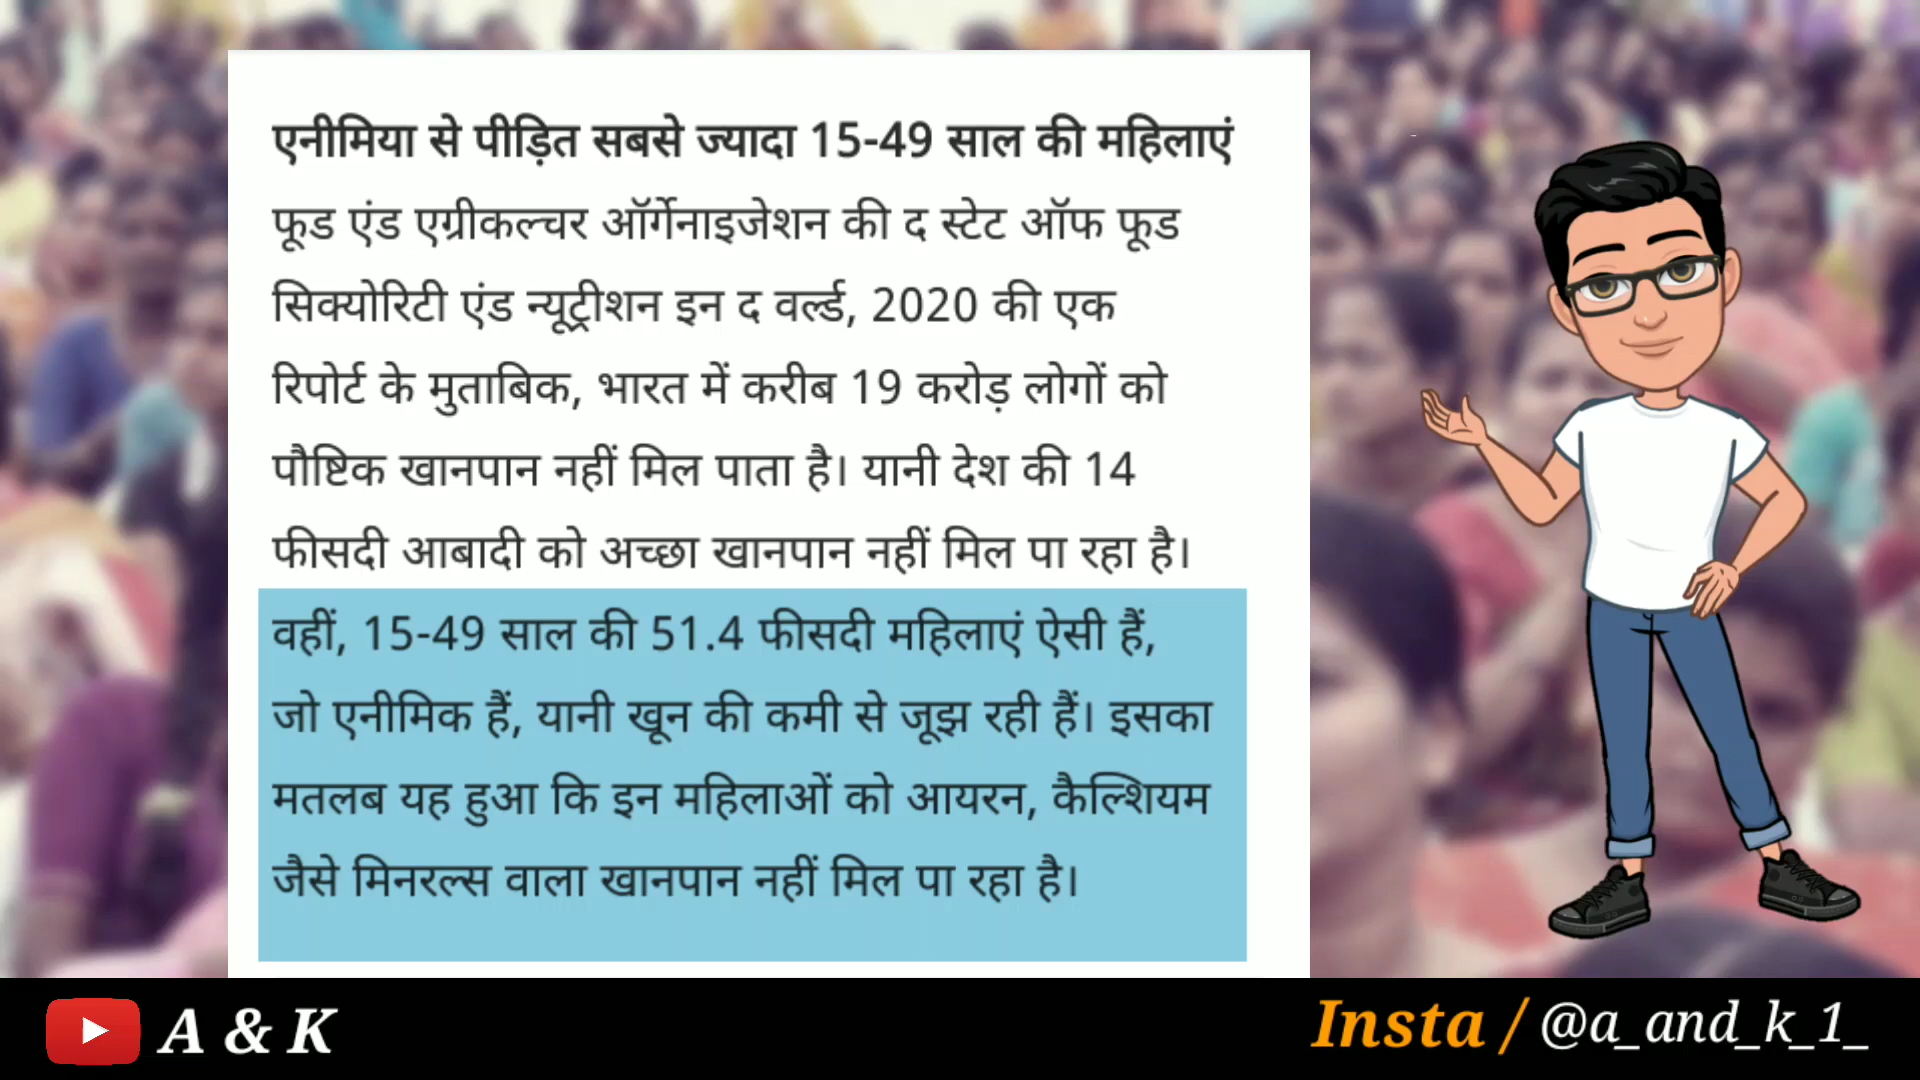 एनीमिया से पीड़ित सबसे ज्यादा 15-49 साल की महिलाएं
फूड एंड एग्रीकल्चर ऑर्गेनाइजेशन की द स्टेट ऑफ फूड
सिक्योरिटी एंड न्यूट्रीशन इन द वर्ल्ड, 2020 की एक
रिपोर्ट के मुताबिक, भारत में करीब 19 करोड़ लोगों को
पौष्टिक खानपान नहीं मिल पाता है। यानी देश की 14
फीसदी आबादी को अच्छा खानपान नहीं मिल पा रहा है।
वहीं, 15-49 साल की 51.4 फीसदी महिलाएं ऐसी हैं,
जो एनीमिक हैं, यानी खून की कमी से जूझ रही हैं। इसका
मतलब यह हुआ कि इन महिलाओं को आयरन, कैल्शियम
जैसे मिनरल्स वाला खानपान नहीं मिल पा रहा है।
A & K
Insta / @a_and_k_1_